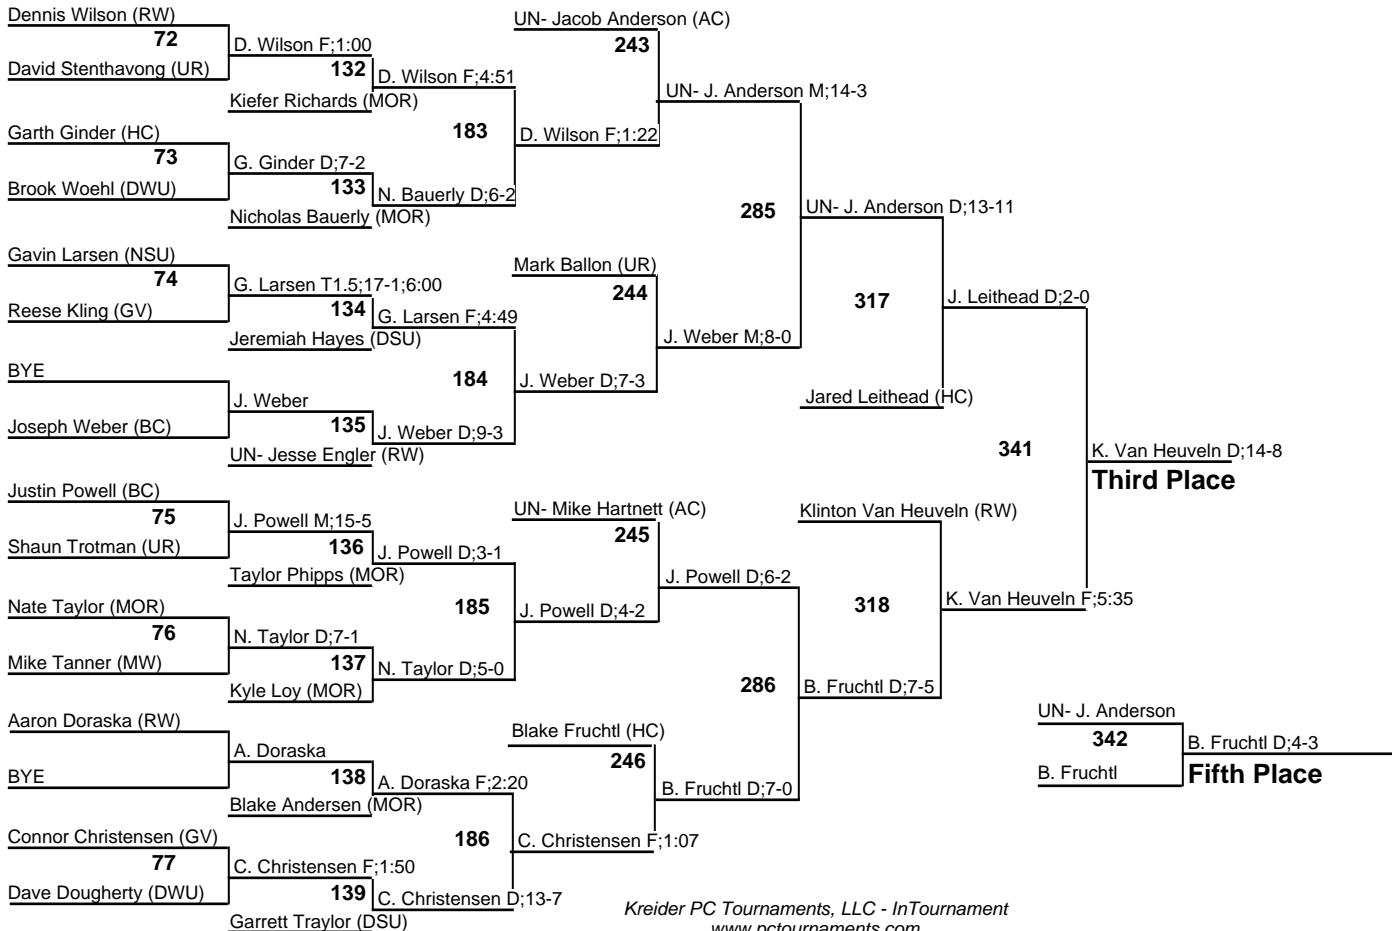 Dennis Wilson (RW)
72
David Stenthavong (UR)
D. Wilson F;1:00
132
Kiefer Richards (MOR)
D. Wilson F;4:51
Garth Ginder (HC)
73
Brook Woehl (DWU)
G. Ginder D;7-2
133
Nicholas Bauerly (MOR)
N. Bauerly D;6-2
183
D. Wilson F;1:22
UN- Jacob Anderson (AC)
243
UN- J. Anderson M;14-3
Gavin Larsen (NSU)
74
Reese Kling (GV)
G. Larsen T1.5;17-1;6:00
134
Jeremiah Hayes (DSU)
G. Larsen F;4:49
BYE
Joseph Weber (BC)
J. Weber
135
UN- Jesse Engler (RW)
J. Weber D;9-3
184
J. Weber D;7-3
Mark Ballon (UR)
244
J. Weber M;8-0
285
UN- J. Anderson D;13-11
317
Jared Leithead (HC)
J. Leithead D;2-0
Justin Powell (BC)
75
Shaun Trotman (UR)
J. Powell M;15-5
136
Taylor Phipps (MOR)
J. Powell D;3-1
Nate Taylor (MOR)
76
Mike Tanner (MW)
N. Taylor D;7-1
137
Kyle Loy (MOR)
N. Taylor D;5-0
185
J. Powell D;4-2
UN- Mike Hartnett (AC)
245
J. Powell D;6-2
Aaron Doraska (RW)
BYE
A. Doraska
138
Blake Andersen (MOR)
A. Doraska F;2:20
Connor Christensen (GV)
77
Dave Dougherty (DWU)
C. Christensen F;1:50
139
Garrett Traylor (DSU)
C. Christensen D;13-7
186
C. Christensen F;1:07
Blake Fruchtl (HC)
246
B. Fruchtl D;7-0
286
B. Fruchtl D;7-5
Klinton Van Heuveln (RW)
318
K. Van Heuveln F;5:35
341
K. Van Heuveln D;14-8
Third Place
UN- J. Anderson
342
B. Fruchtl
B. Fruchtl D;4-3
Fifth Place
Kreider PC Tournaments, LLC - InTournament
www.pctournaments.com